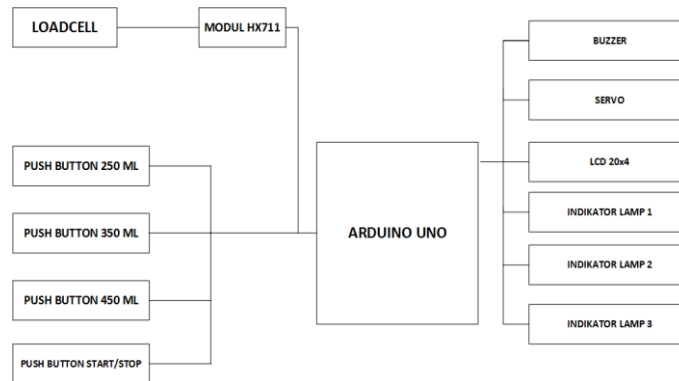 LOADCELL
MODUL HX711
PUSH BUTTON 250 ML
PUSH BUTTON 350 ML
PUSH BUTTON 450 ML
PUSH BUTTON START/STOP
ARDUINO UNO
BUZZER
SERVO
LCD 20x4
INDIKATOR LAMP 1
INDIKATOR LAMP 2
INDIKATOR LAMP 3